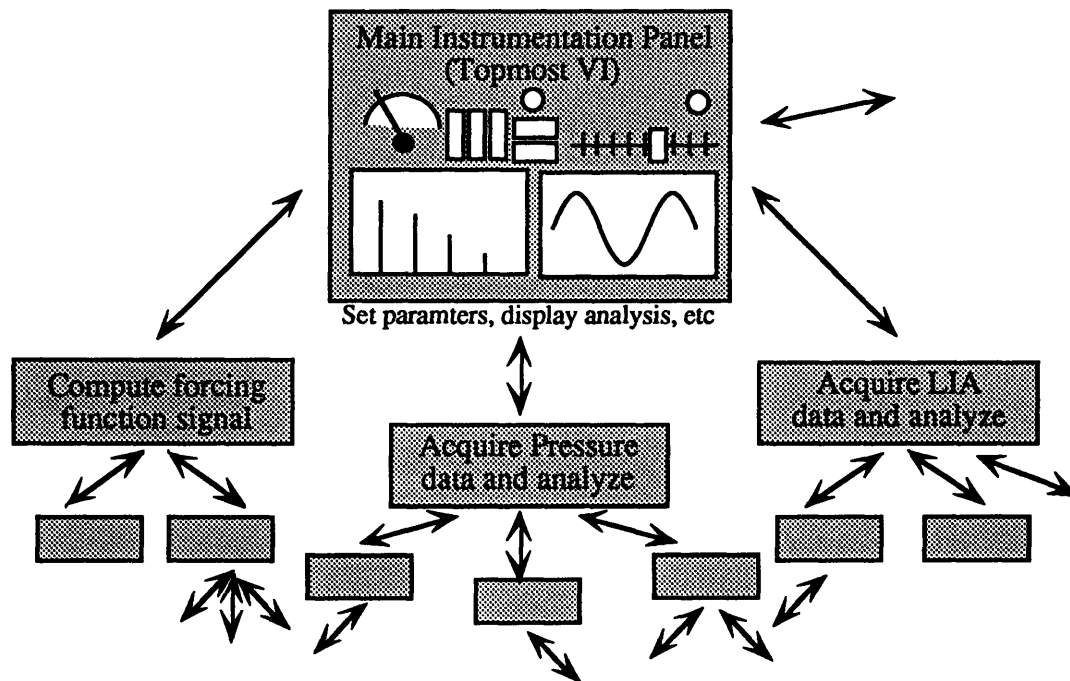 Main Instrumentation Panel
(Topmost VI)
Set paramters, display analysis, etc
Compute forcing
function signal
Acquire Pressure
data and analyze
Acquire LIA
data and analyze